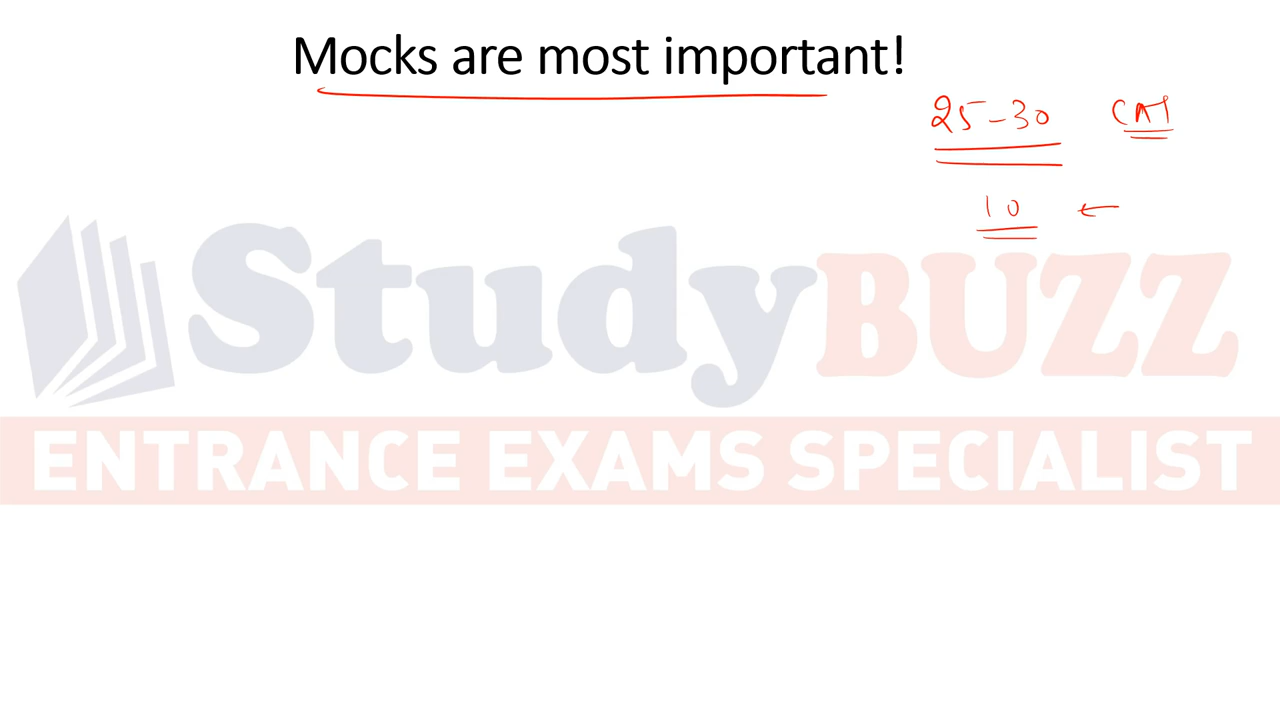 Mocks are most important!
25-30 CAT
10 ←
StudyBUZZ
ENTRANCE EXAMS SPECIALIST